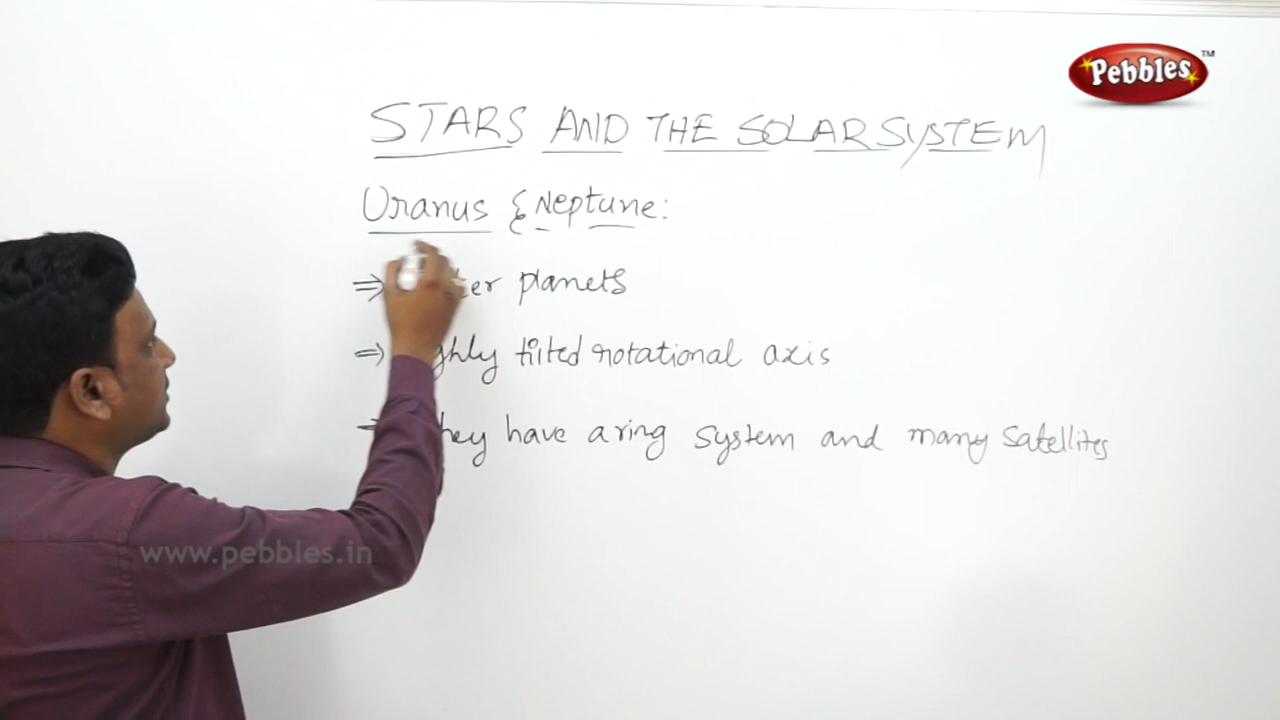 Pebbles TM
STARS AND THE SOLAR SYSTEM
Uranus & Neptune:
⇒ planets
⇒ tilted rotational axis
have a ring system and many satellites
www.pebbles.in